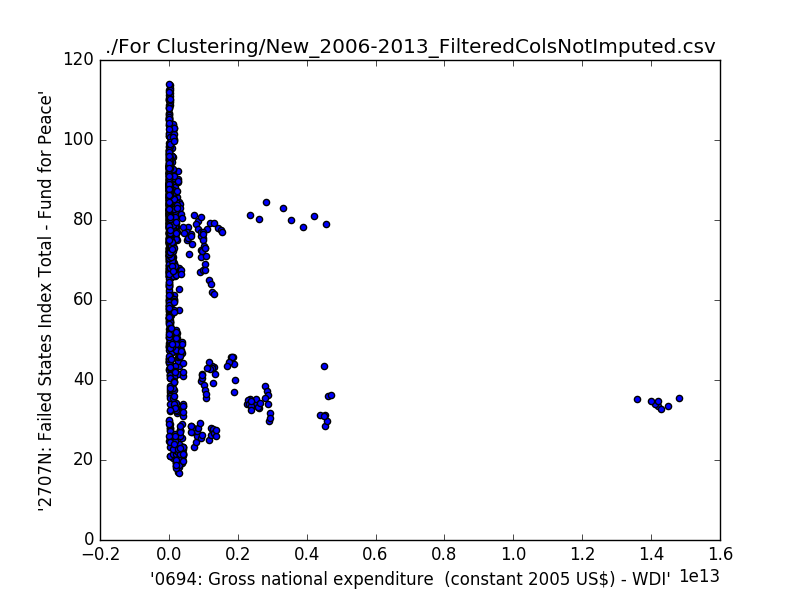 ./For Clustering/New_2006-2013_FilteredColsNotImputed.csv
120
100
80
60
40
20
0
'2707N: Failed States Index Total - Fund for Peace'
−0.2 0.0 0.2 0.4 0.6 0.8 1.0 1.2 1.4 1.6
1e13
'0694: Gross national expenditure  (constant 2005 US$) - WDI'